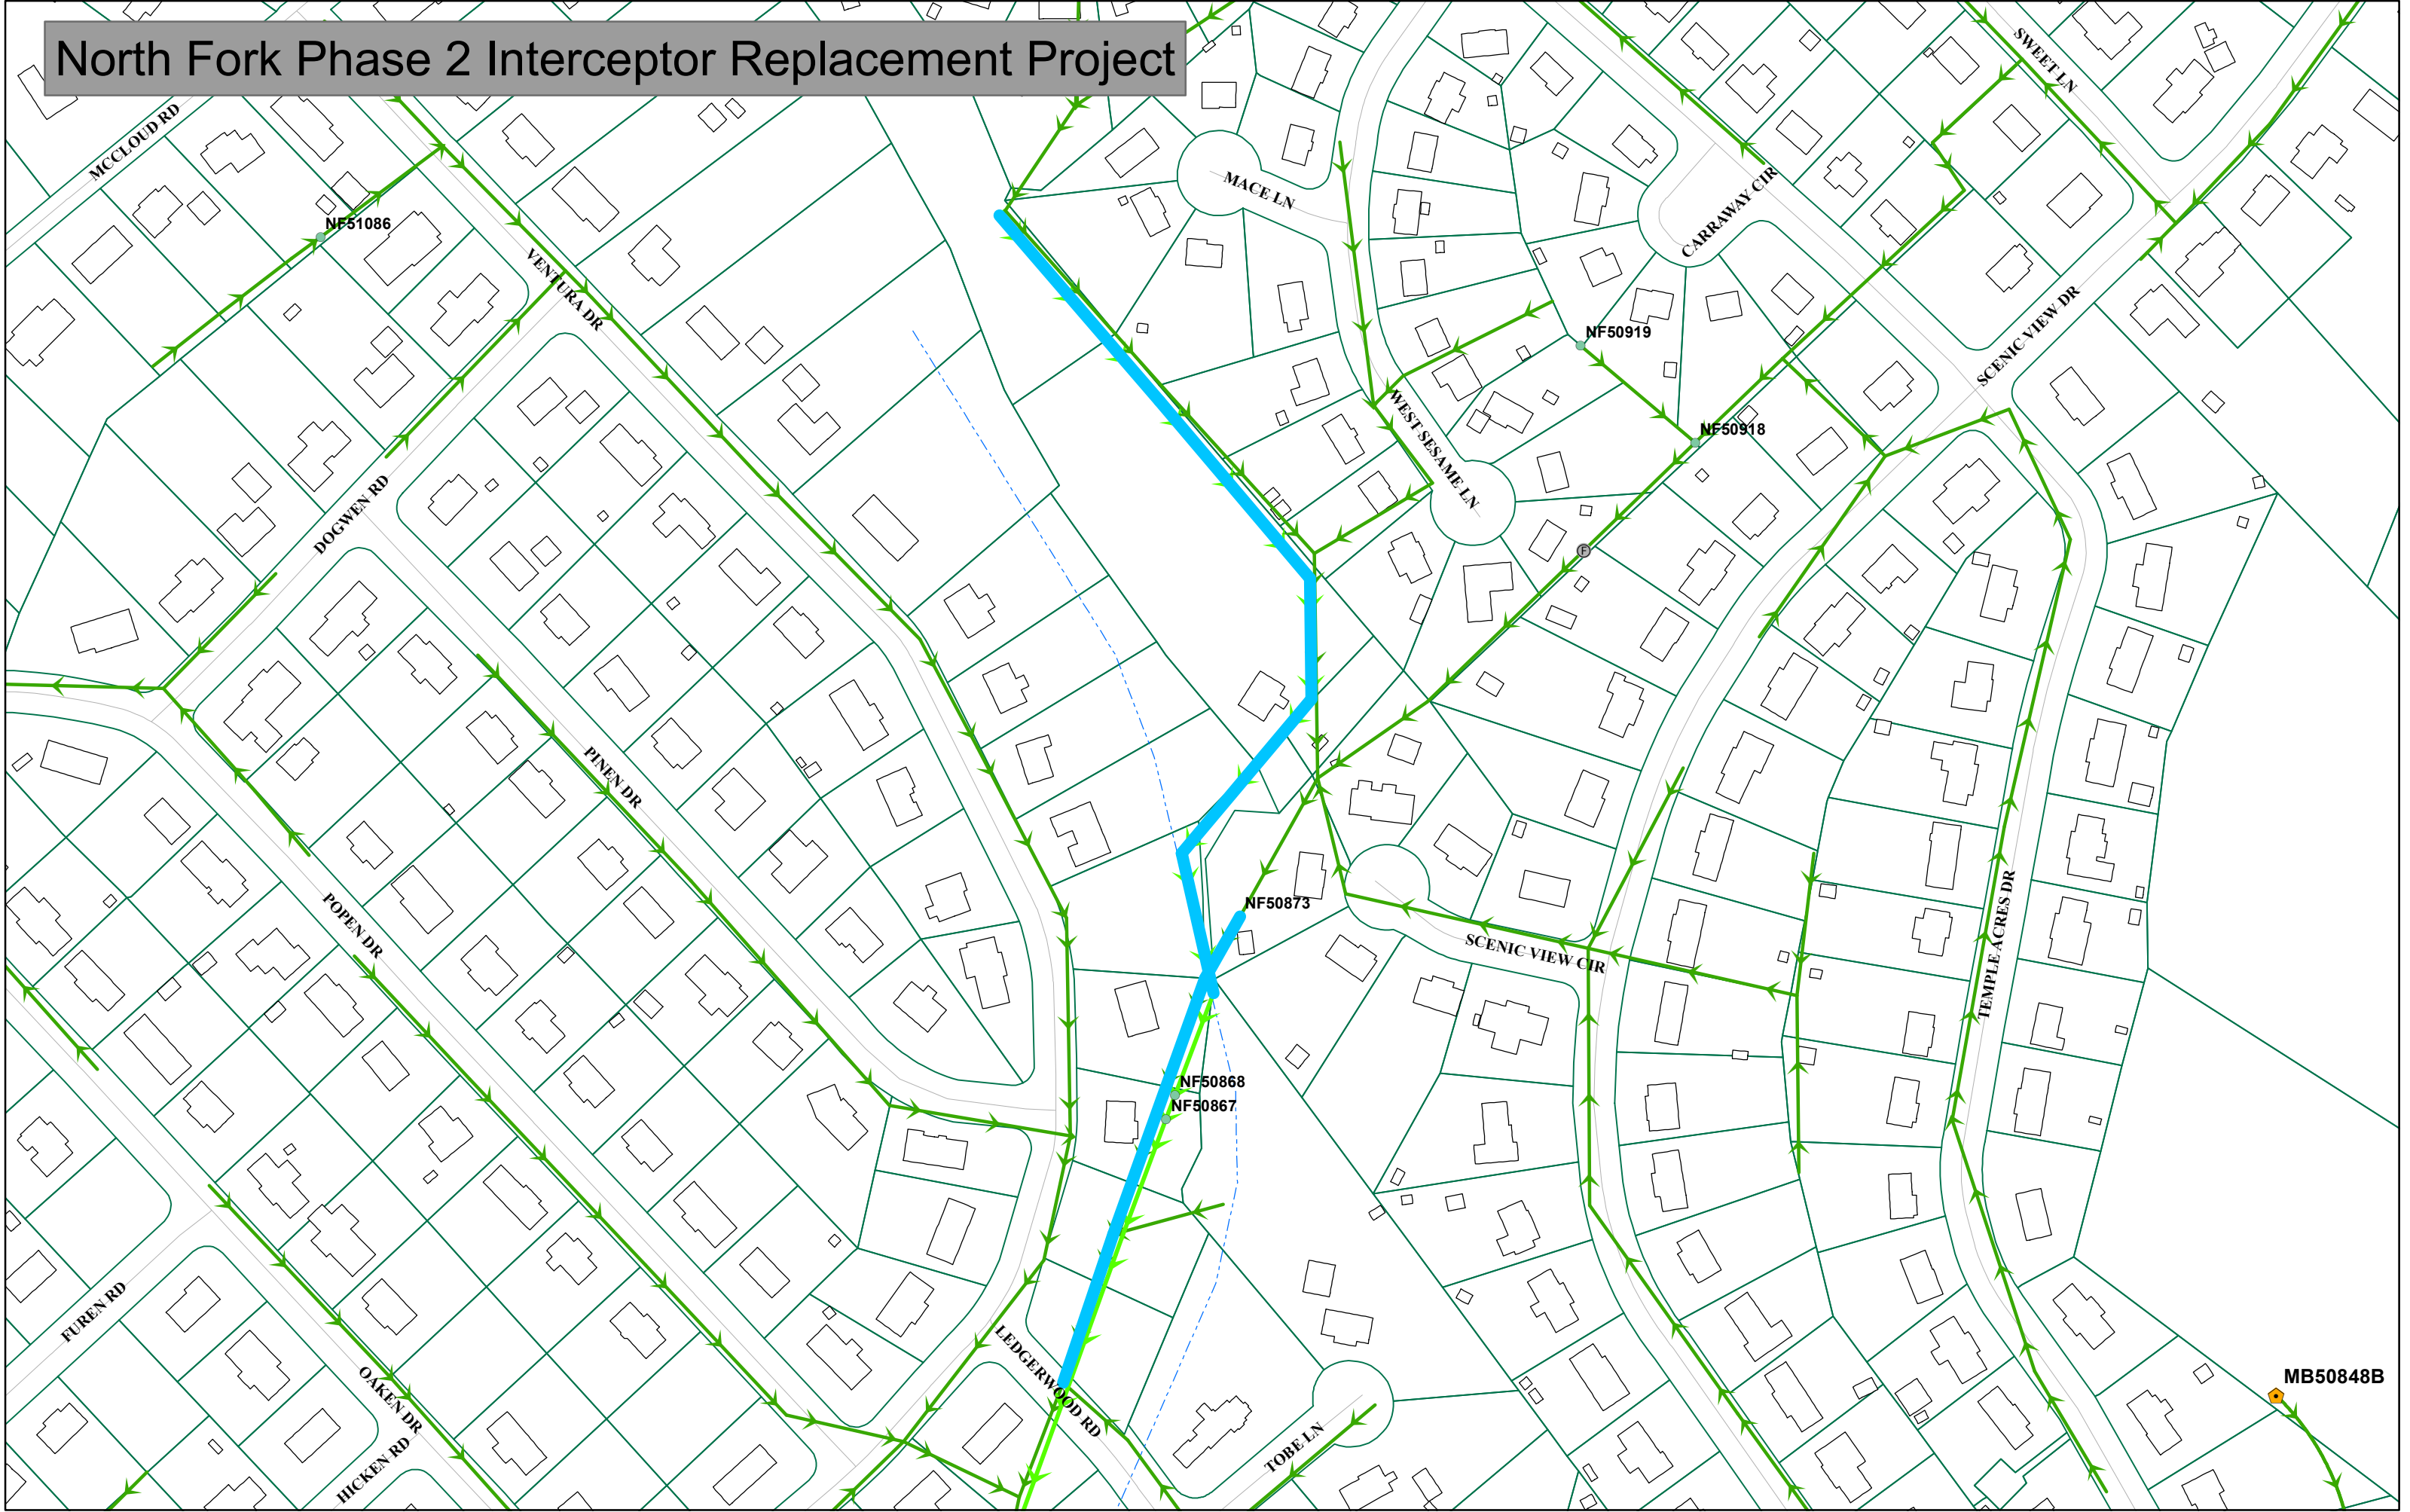 North Fork Phase 2 Interceptor Replacement Project
SWEET LN
MCCLOUD RD
MACE LN
CARRAWAY CIR
NF51086
VENTURA DR
SCENIC VIEW DR
NF50919
WEST SESAME LN
NF50918
DOGWEN RD
F
PINEN DR
POPEN DR
NF50873
SCENIC VIEW CIR
TEMPLE ACRES DR
NF50868
NF50867
FUREN RD
LEDGERWOOD RD
OAKEN DR
MB50848B
TOBE LN
HICKEN RD